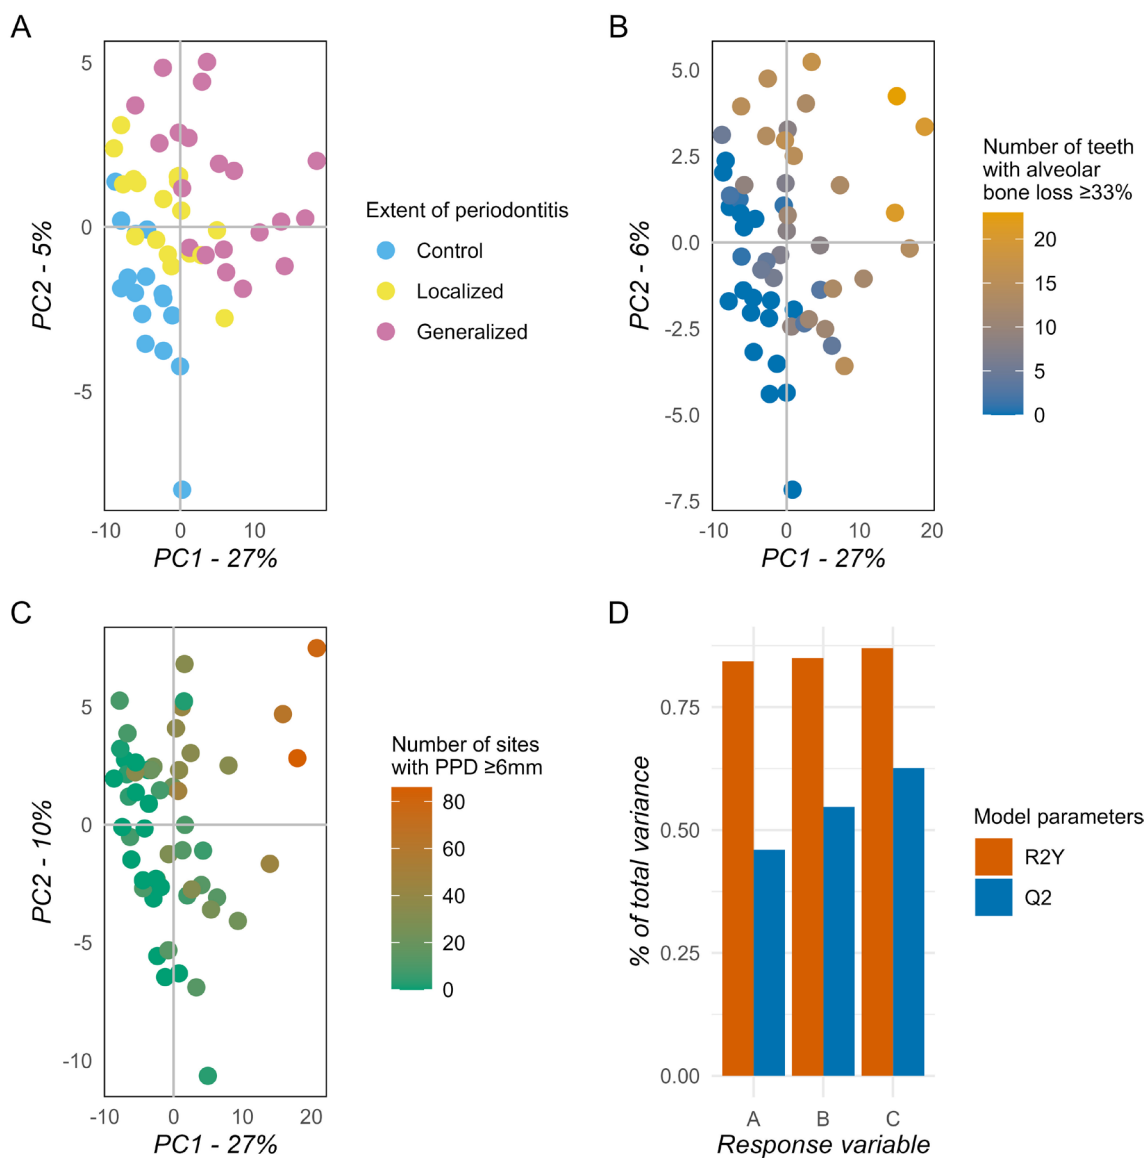 A
5
0
-5
-10
0
10
PC2 - 5%
PC1 - 27%
Extent of periodontitis
Control
Localized
Generalized
B
5.0
2.5
0.0
-2.5
-5.0
-7.5
-10
0
10
20
PC2 - 6%
PC1 - 27%
Number of teeth
with alveolar
bone loss ≥33%
20
15
10
5
0
C
5
0
-5
-10
-10
0
10
20
PC2 - 10%
PC1 - 27%
Number of sites
with PPD ≥6mm
80
60
40
20
0
D
0.75
0.50
0.25
0.00
A
B
C
% of total variance
Response variable
Model parameters
R2Y
Q2